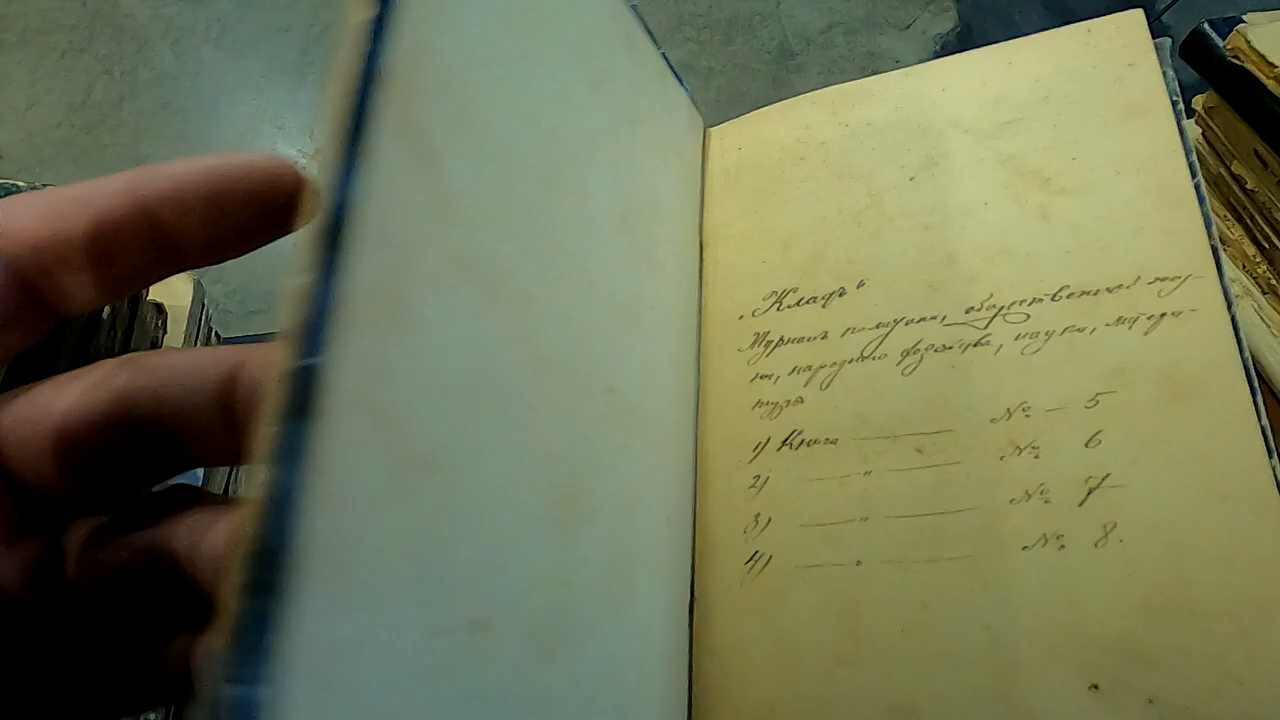 „Кладъ“
Журналъ политики, общественной жиз-
ни, народного хозяйства, науки, литера-
туры
1) Книга —— № — 5
2) —— " —— № 6
3) —— " —— № 7
4) —— " —— № 8.